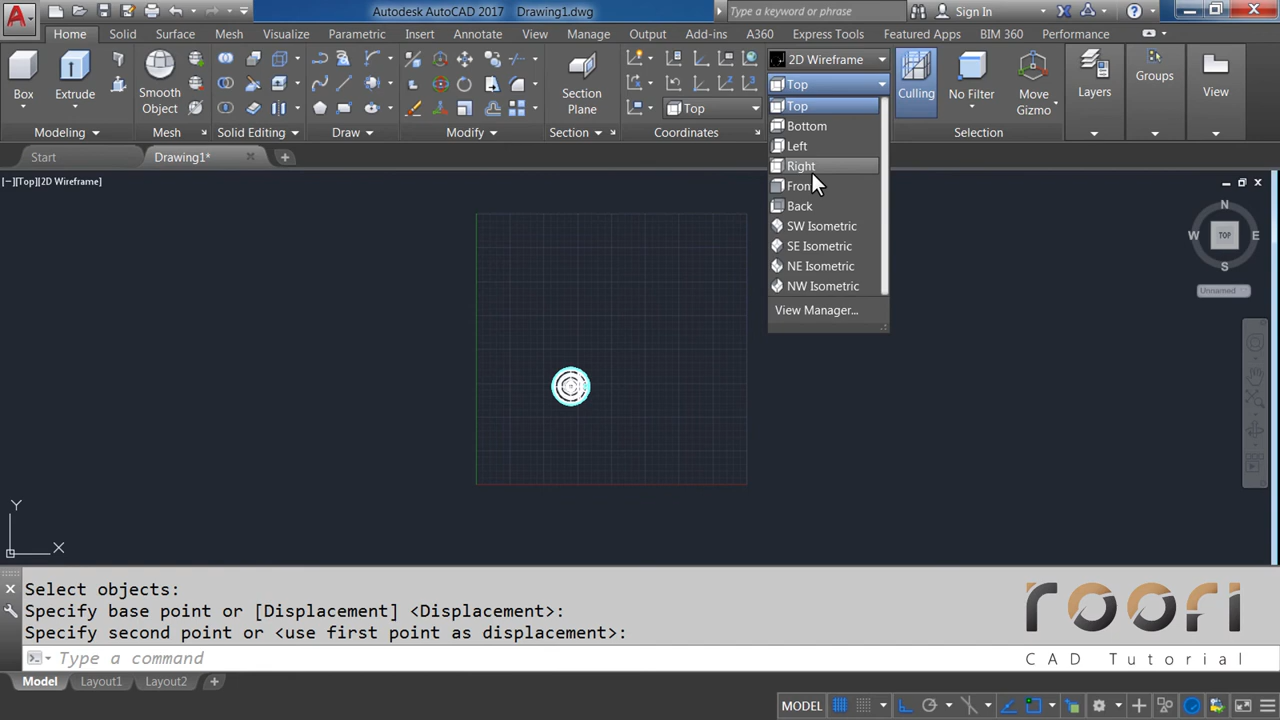 Autodesk AutoCAD 2017 Drawing1.dwg
Type a keyword or phrase
Sign In
Home Solid Surface Mesh Visualize Parametric Insert Annotate View Manage Output Add-ins A360 Express Tools Featured Apps BIM 360 Performance
Box
Extrude
Smooth
Object
Section
Plane
Top
2D Wireframe
Top
Culling
No Filter
Move
Gizmo
Layers
Groups
View
Modeling
Mesh
Solid Editing
Draw
Modify
Section
Coordinates
Selection
Top
Bottom
Left
Right
Front
Back
SW Isometric
SE Isometric
NE Isometric
NW Isometric
View Manager...
Start
Drawing1*
[−][Top][2D Wireframe]
N
W
TOP
E
S
Unnamed
Y
X
Select objects:
Specify base point or [Displacement] <Displacement>:
Specify second point or <use first point as displacement>:
Type a command
roori
CAD Tutorial
Model
Layout1
Layout2
MODEL